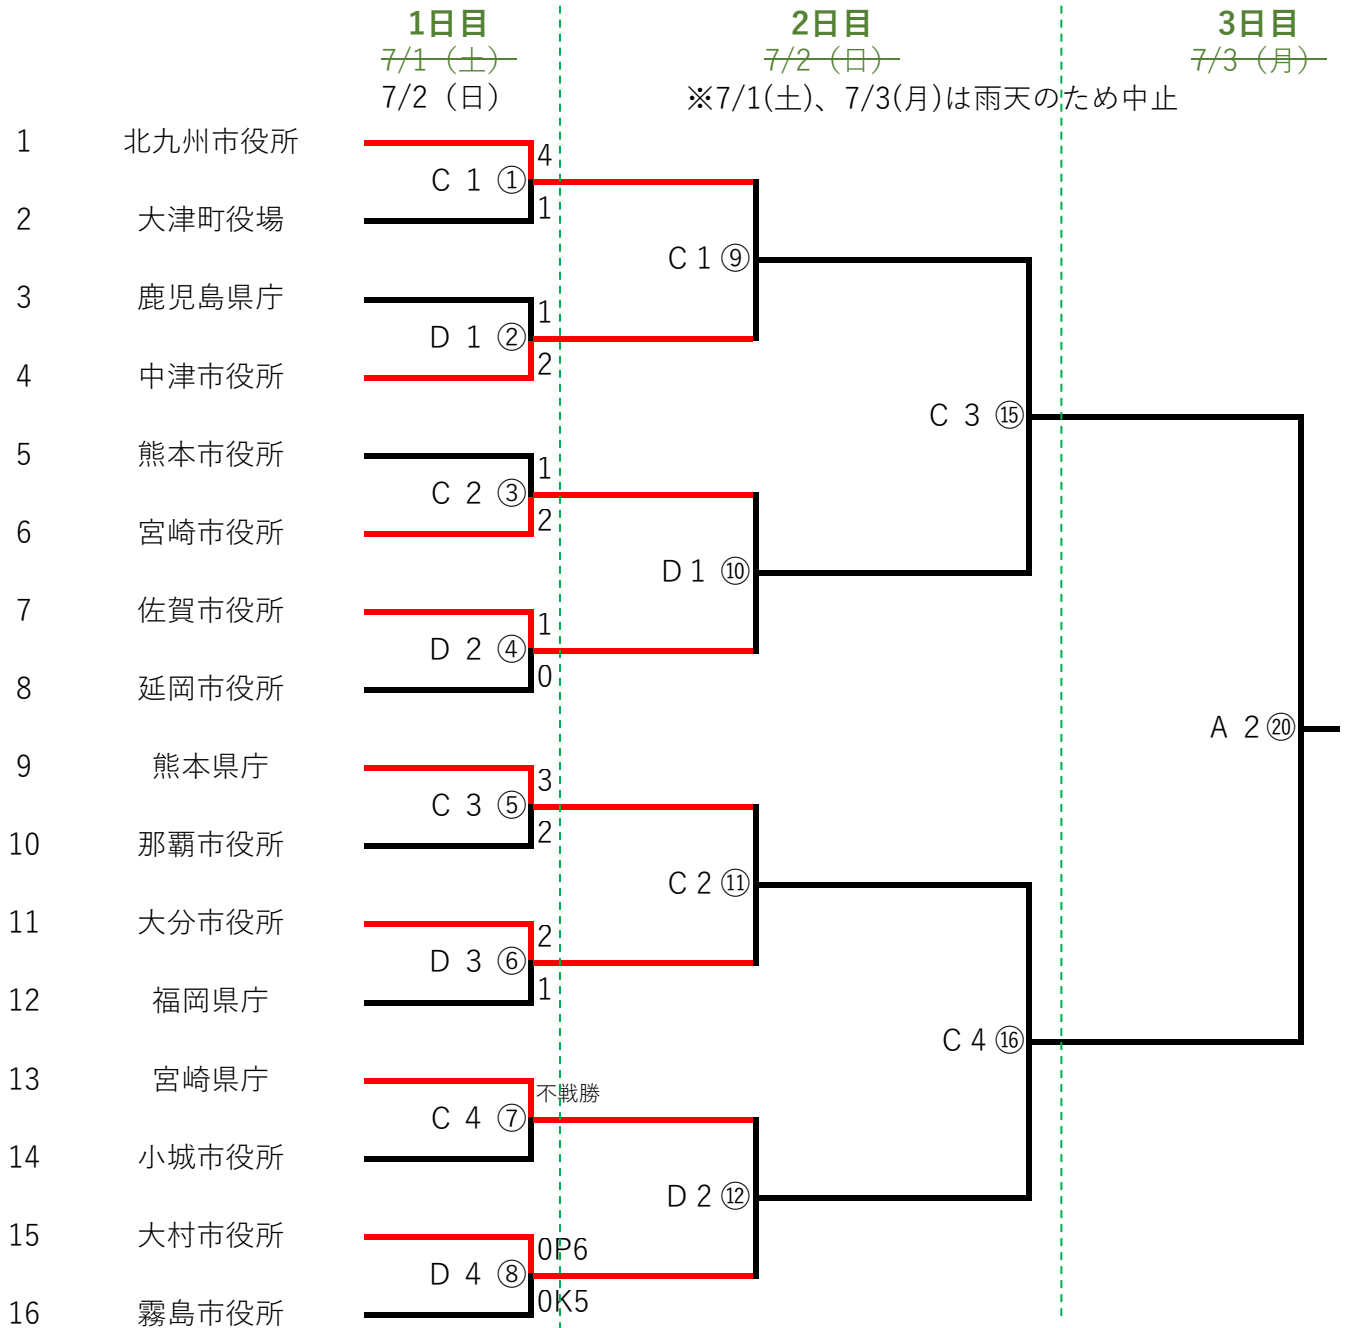 1日目 2日目 3日目
7/1（土） 7/2（日） 7/3（月）
7/2（日） ※7/1(土)、7/3(月)は雨天のため中止
1 北九州市役所
4
C 1 ①
1
2 大津町役場
C 1 ⑨
3 鹿児島県庁
1
D 1 ②
2
4 中津市役所
C 3 ⑮
5 熊本市役所
1
C 2 ③
2
6 宮崎市役所
D 1 ⑩
7 佐賀市役所
1
D 2 ④
0
8 延岡市役所
A 2 ⑳
9 熊本県庁
3
C 3 ⑤
2
10 那覇市役所
C 2 ⑪
11 大分市役所
2
D 3 ⑥
1
12 福岡県庁
C 4 ⑯
13 宮崎県庁
不戦勝
C 4 ⑦
14 小城市役所
D 2 ⑫
15 大村市役所
0P6
D 4 ⑧
0K5
16 霧島市役所